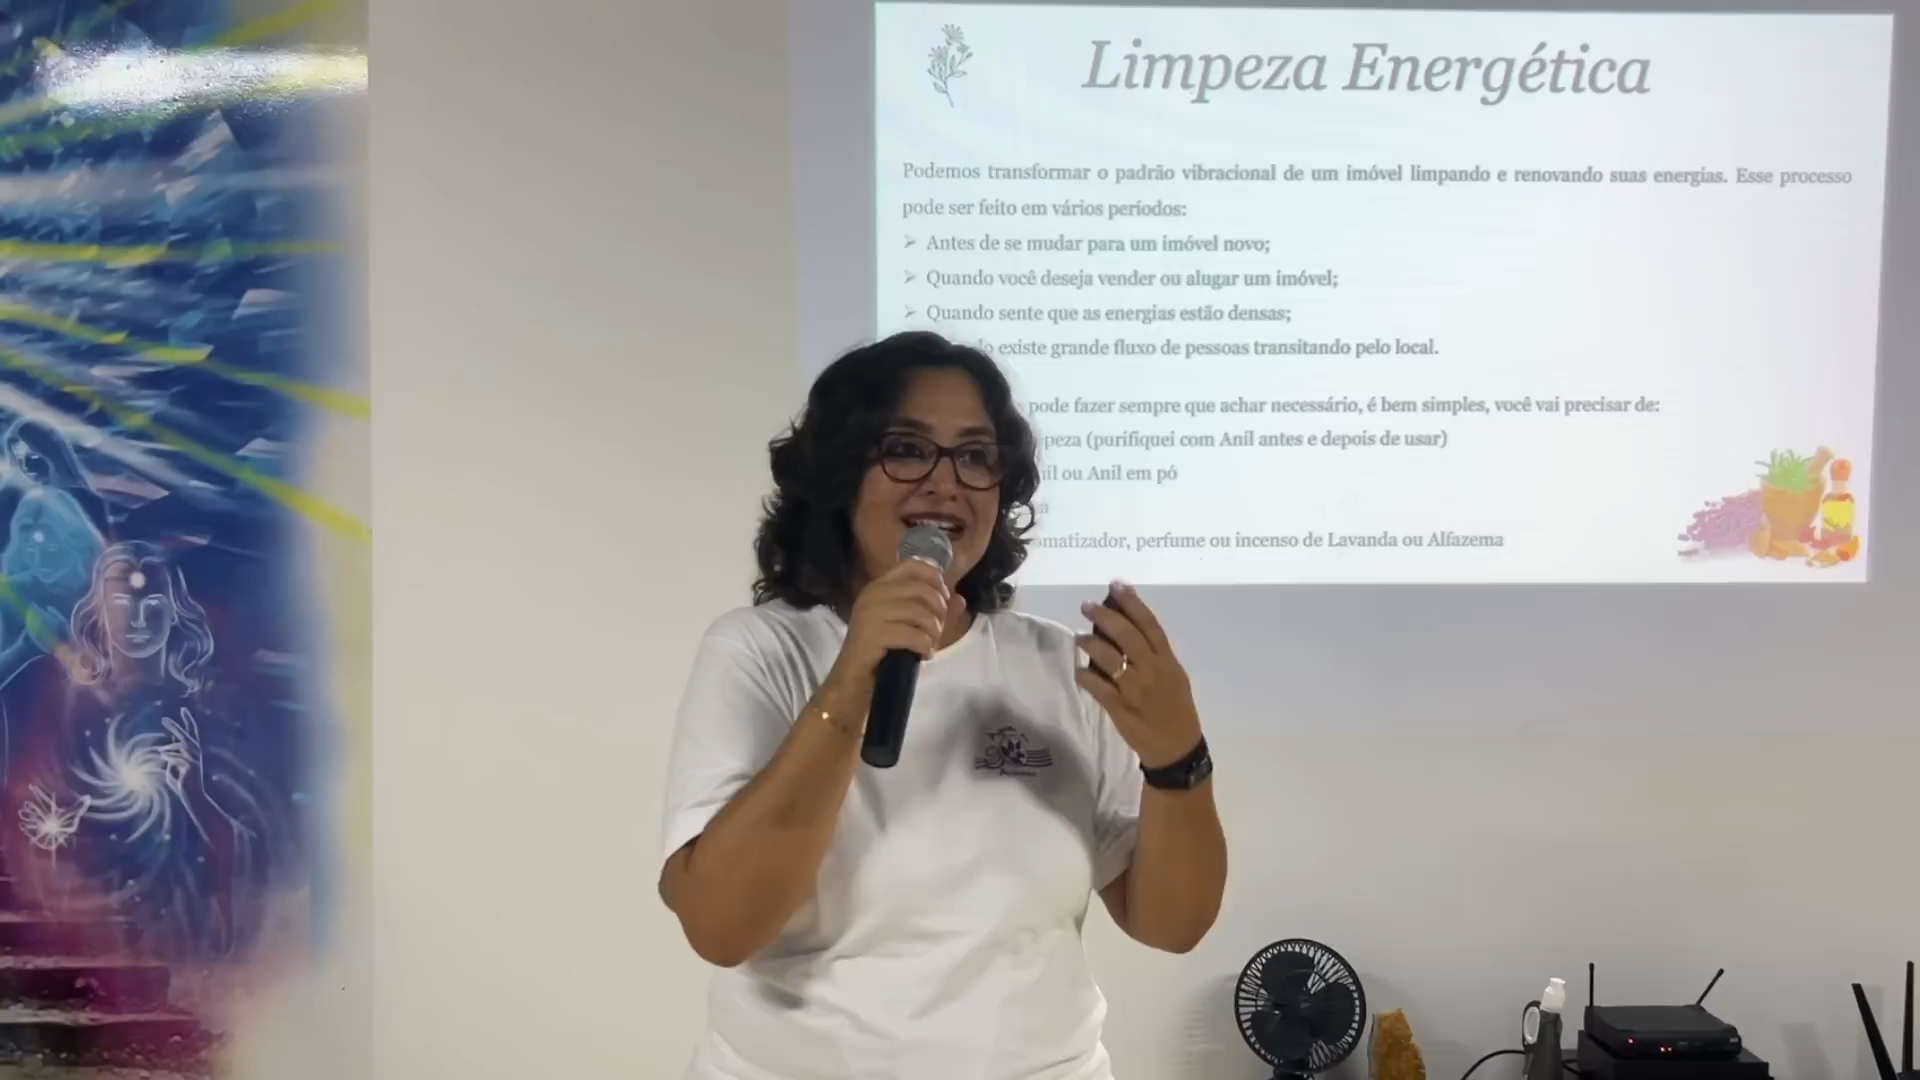 Limpeza Energética
Podemos transformar o padrão vibracional de um imóvel limpando e renovando suas energias. Esse processo
pode ser feito em vários períodos:
➢ Antes de se mudar para um imóvel novo;
➢ Quando você deseja vender ou alugar um imóvel;
➢ Quando sente que as energias estão densas;
existe grande fluxo de pessoas transitando pelo local.
pode fazer sempre que achar necessário, é bem simples, você vai precisar de:
peza (purifiquei com Anil antes e depois de usar)
ou Anil em pó
matizador, perfume ou incenso de Lavanda ou Alfazema